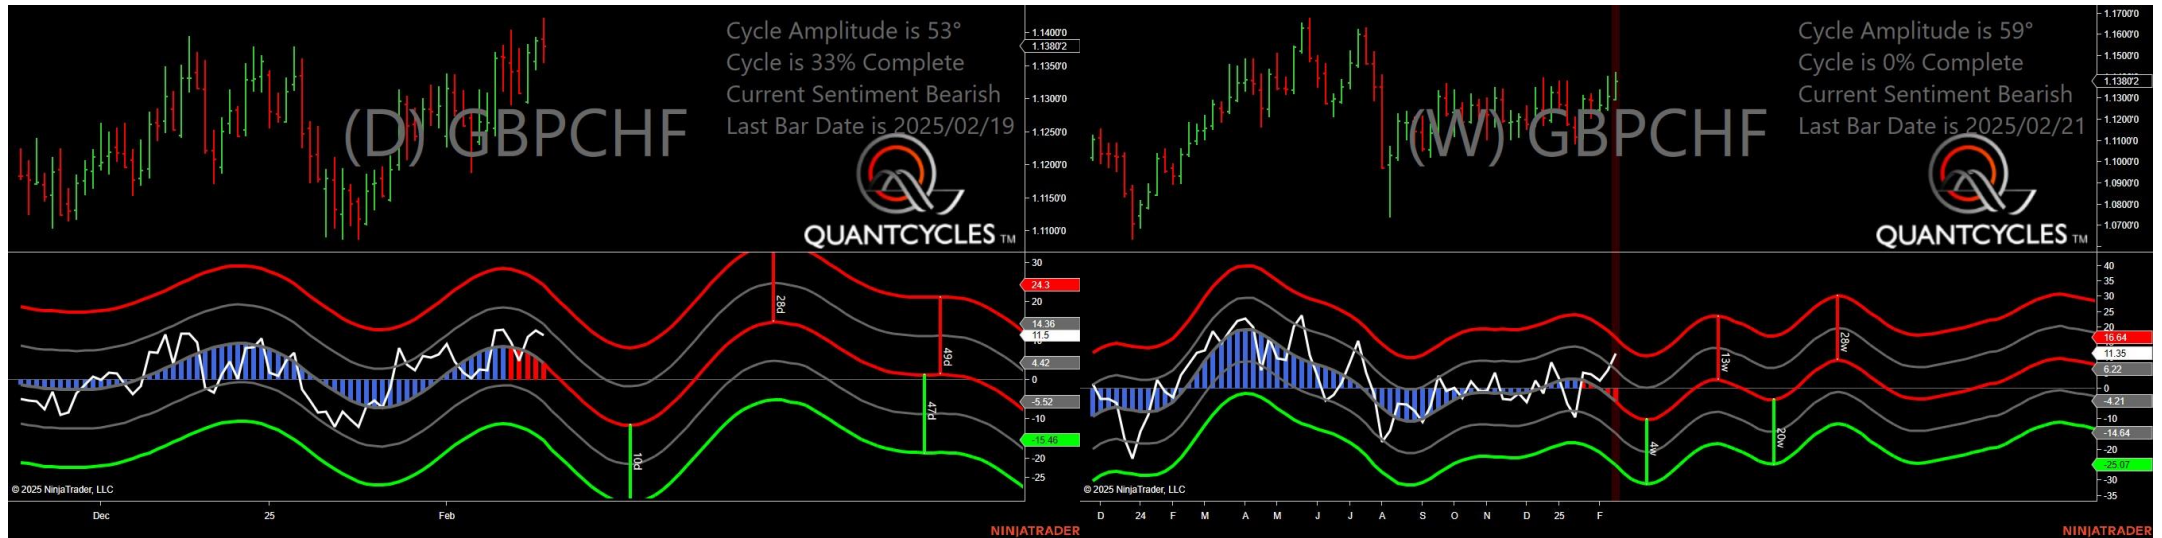 Cycle Amplitude is 53°
Cycle is 33% Complete
Current Sentiment Bearish
Last Bar Date is 2025/02/19
(D) GBPCHF
QUANTCYCLES TM
1.1400'0
1.1380'2
1.1350'0
1.1300'0
1.1250'0
1.1200'0
1.1150'0
1.1100'0
30
24.3
20
14.36
11.5
10
4.42
0
-5.52
-10
-15.46
-20
-25
28d
49d
47d
10d
© 2025 NinjaTrader, LLC
Dec
25
Feb
NINJATRADER
Cycle Amplitude is 59°
Cycle is 0% Complete
Current Sentiment Bearish
Last Bar Date is 2025/02/21
(W) GBPCHF
QUANTCYCLES TM
1.1700'0
1.1600'0
1.1500'0
1.1380'2
1.1300'0
1.1200'0
1.1100'0
1.1000'0
1.0900'0
1.0800'0
1.0700'0
40
35
30
25
20
16.64
11.35
6.22
0
-4.21
-10
-14.64
-20
-25.07
-30
-35
13w
28w
4w
20w
© 2025 NinjaTrader, LLC
D
24
F
M
A
M
J
J
A
S
O
N
D
25
F
NINJATRADER